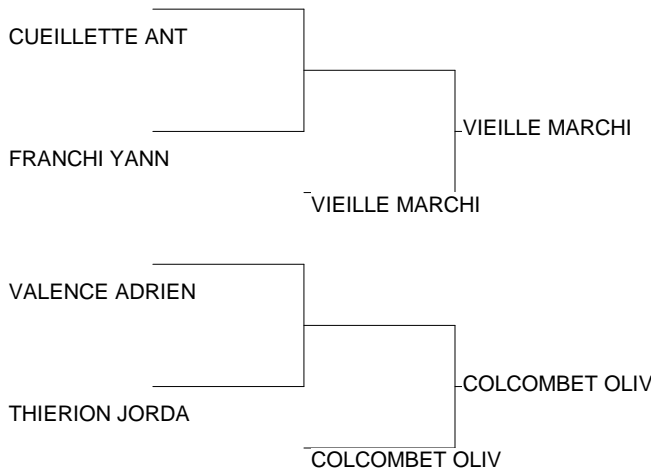 CUEILLETTE ANT
VIEILLE MARCHI
FRANCHI YANN
VIEILLE MARCHI
VALENCE ADRIEN
COLCOMBET OLIV
THIERION JORDA
COLCOMBET OLIV